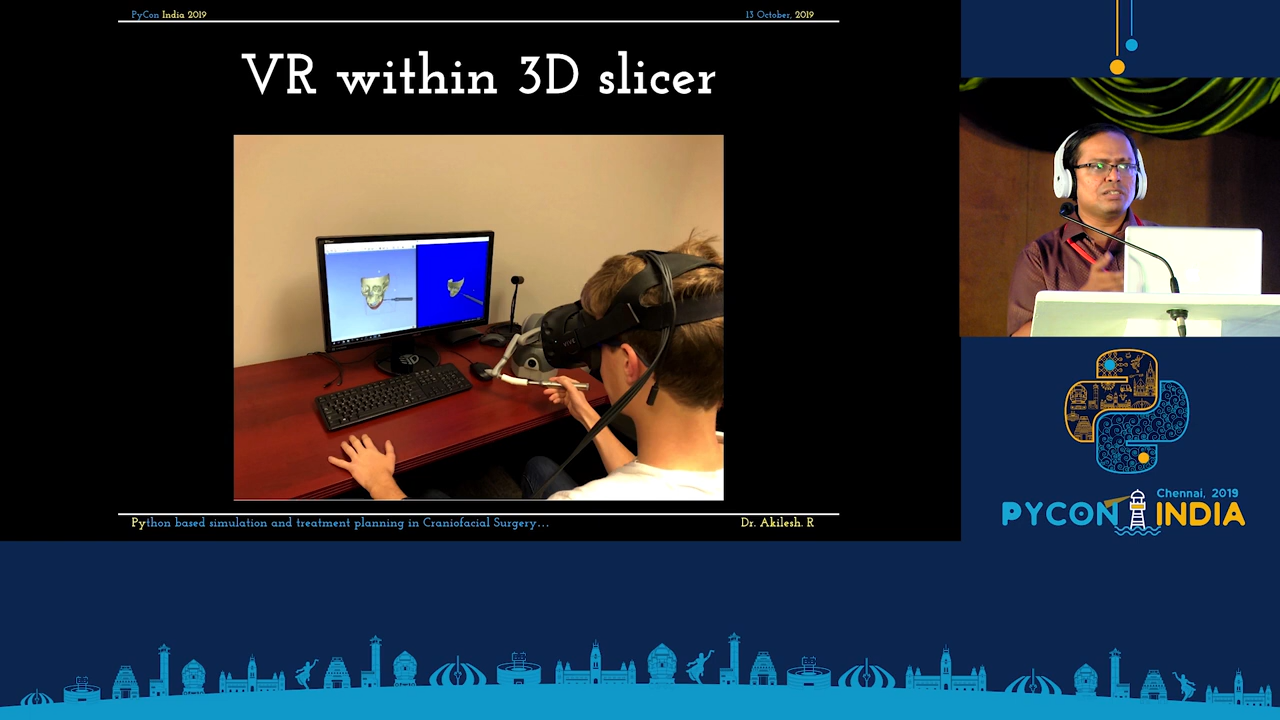 PyCon India 2019
13 October, 2019
VR within 3D slicer
VIVE
Python based simulation and treatment planning in Craniofacial Surgery...
Dr. Akilesh. R
Chennai, 2019
PYCON INDIA